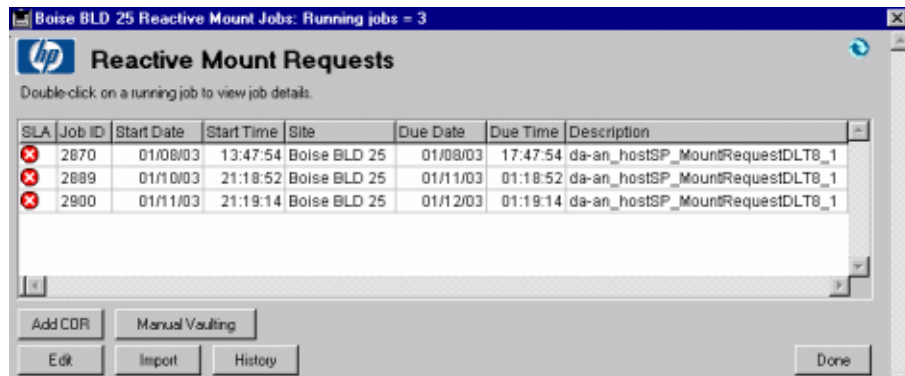 Boise BLD 25 Reactive Mount Jobs: Running jobs = 3
hp Reactive Mount Requests
Double-click on a running job to view job details.
SLA Job ID Start Date Start Time Site Due Date Due Time Description
2870 01/08/03 13:47:54 Boise BLD 25 01/08/03 17:47:54 da-an_hostSP_MountRequestDLT8_1
2889 01/10/03 21:18:52 Boise BLD 25 01/11/03 01:18:52 da-an_hostSP_MountRequestDLT8_1
2900 01/11/03 21:19:14 Boise BLD 25 01/12/03 01:19:14 da-an_hostSP_MountRequestDLT8_1
Add CDR Manual Vaulting
Edit Import History Done